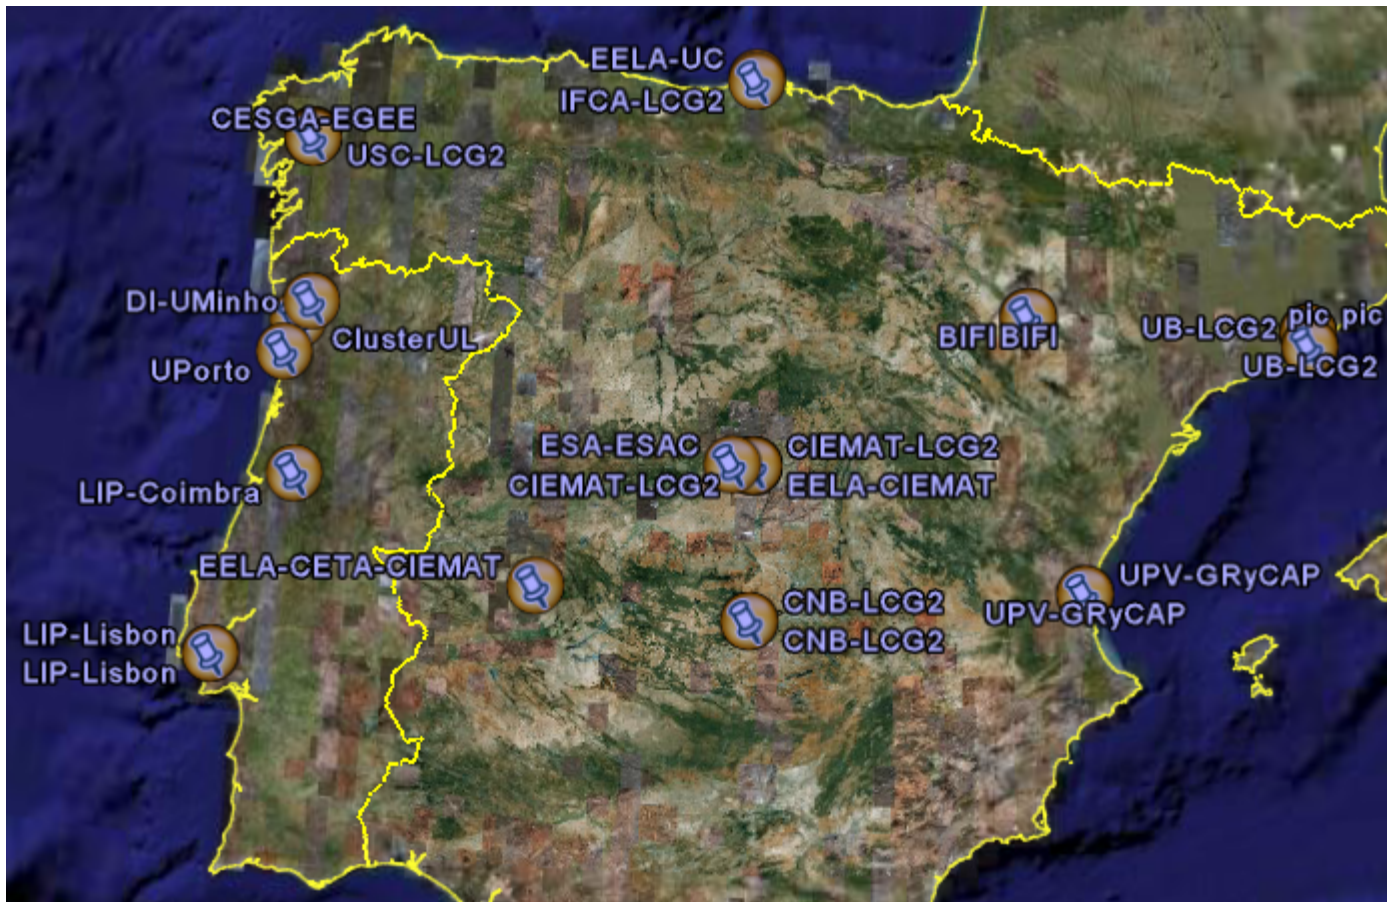 EELA-UC
IFCA-LCG2
CESGA-EGEE
USC-LCG2
DI-UMinho
ClusterUL
UPorto
BIFI BIFI
UB-LCG2 pic pic
UB-LCG2
ESA-ESAC CIEMAT-LCG2
CIEMAT-LCG2 EELA-CIEMAT
LIP-Coimbra
EELA-CETA-CIEMAT
UPV-GRyCAP
UPV-GRyCAP
CNB-LCG2
CNB-LCG2
LIP-Lisbon
LIP-Lisbon